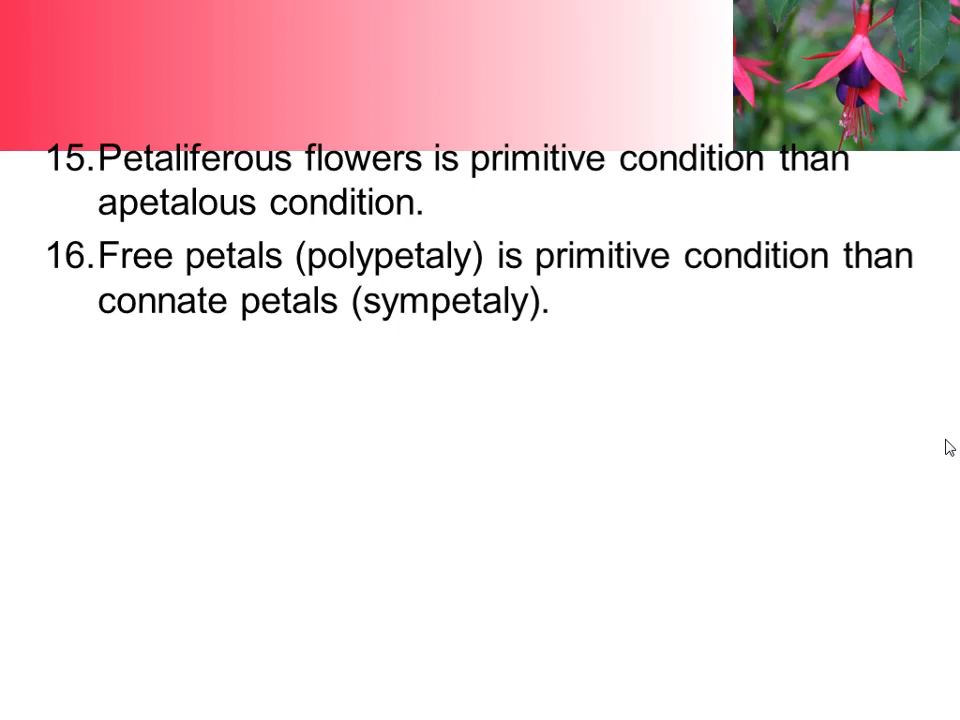 15. Petaliferous flowers is primitive condition than
apetalous condition.
16. Free petals (polypetaly) is primitive condition than
connate petals (sympetaly).